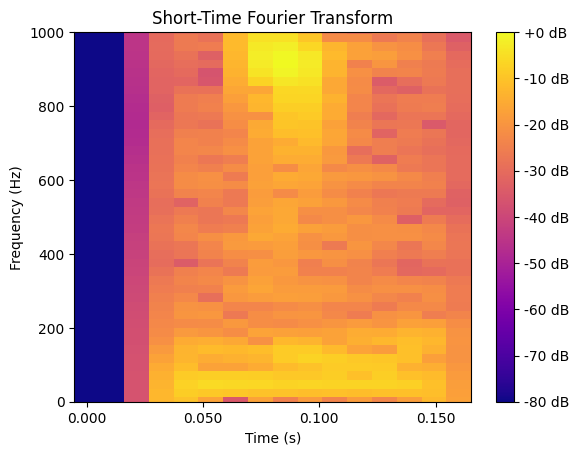 Short-Time Fourier Transform
1000
800
600
400
200
0
Frequency (Hz)
0.000
0.050
0.100
0.150
Time (s)
+0 dB
-10 dB
-20 dB
-30 dB
-40 dB
-50 dB
-60 dB
-70 dB
-80 dB